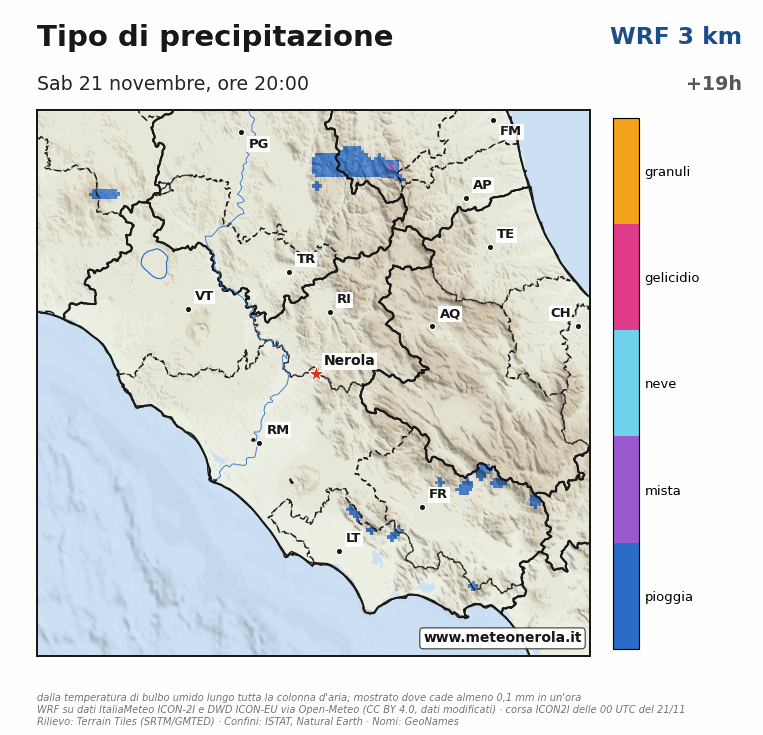 Tipo di precipitazione
WRF 3 km
Sab 21 novembre, ore 20:00
+19h
FM
PG
AP
TE
TR
VT
RI
AQ
CH
Nerola
RM
FR
LT
www.meteonerola.it
granuli
gelicidio
neve
mista
pioggia
dalla temperatura di bulbo umido lungo tutta la colonna d'aria; mostrato dove cade almeno 0,1 mm in un'ora
WRF su dati ItaliaMeteo ICON-2I e DWD ICON-EU via Open-Meteo (CC BY 4.0, dati modificati) · corsa ICON2I delle 00 UTC del 21/11
Rilievo: Terrain Tiles (SRTM/GMTED) · Confini: ISTAT, Natural Earth · Nomi: GeoNames